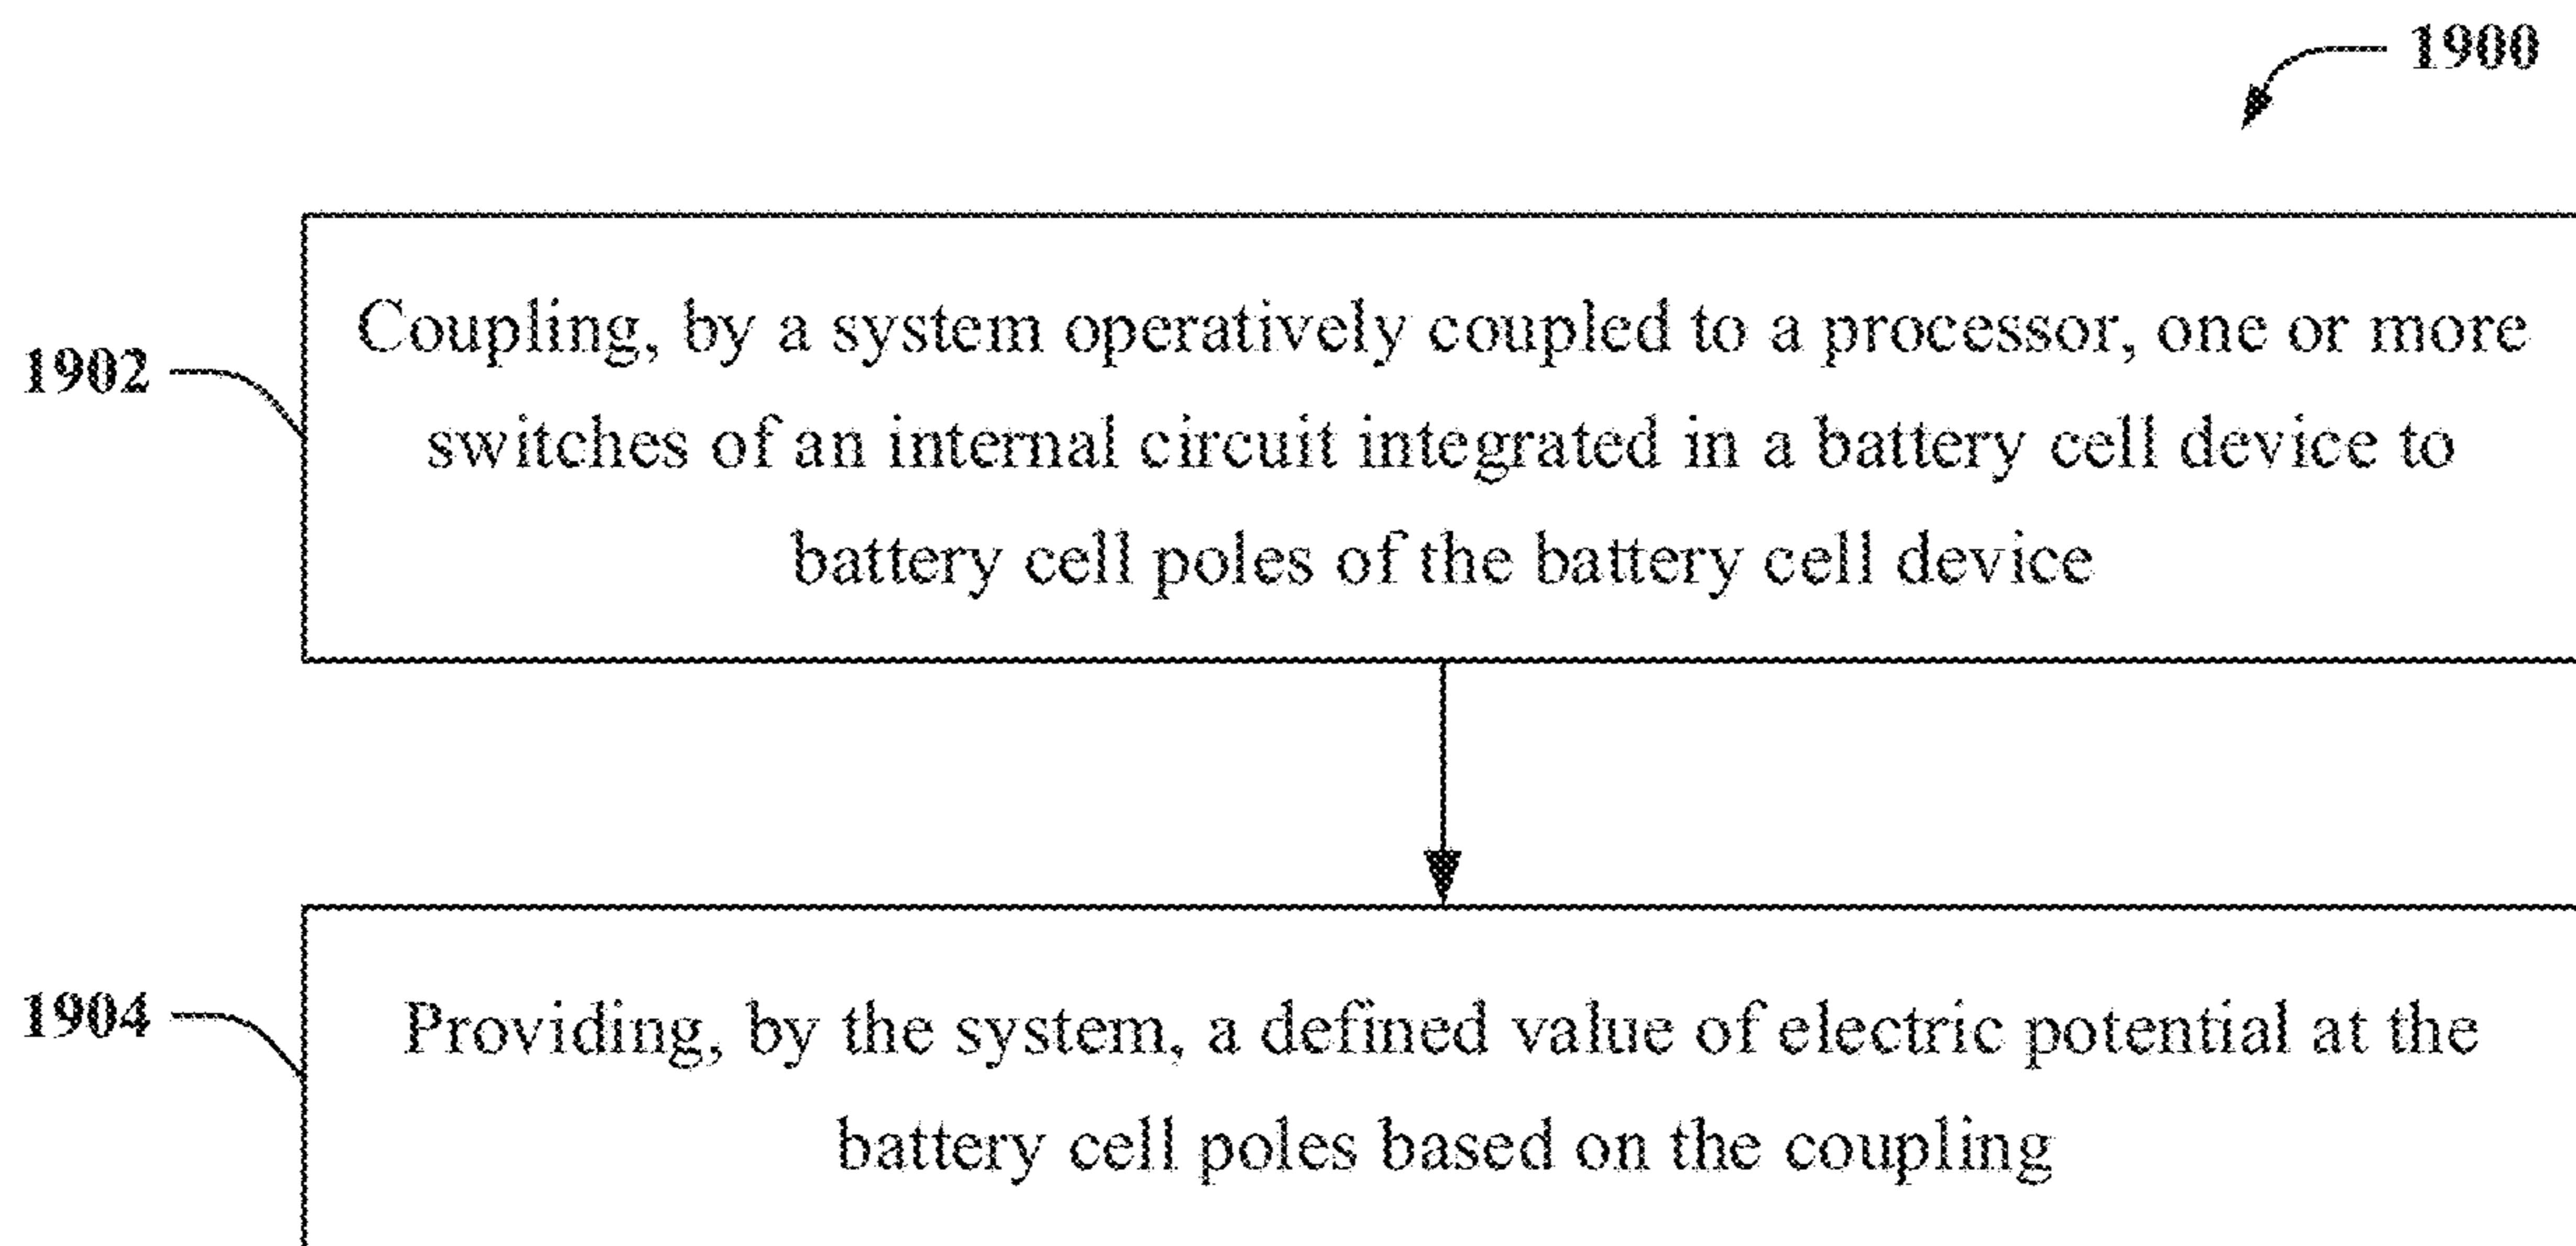 1900
1902
Coupling, by a system operatively coupled to a processor, one or more
switches of an internal circuit integrated in a battery cell device to
battery cell poles of the battery cell device
1904
Providing, by the system, a defined value of electric potential at the
battery cell poles based on the coupling